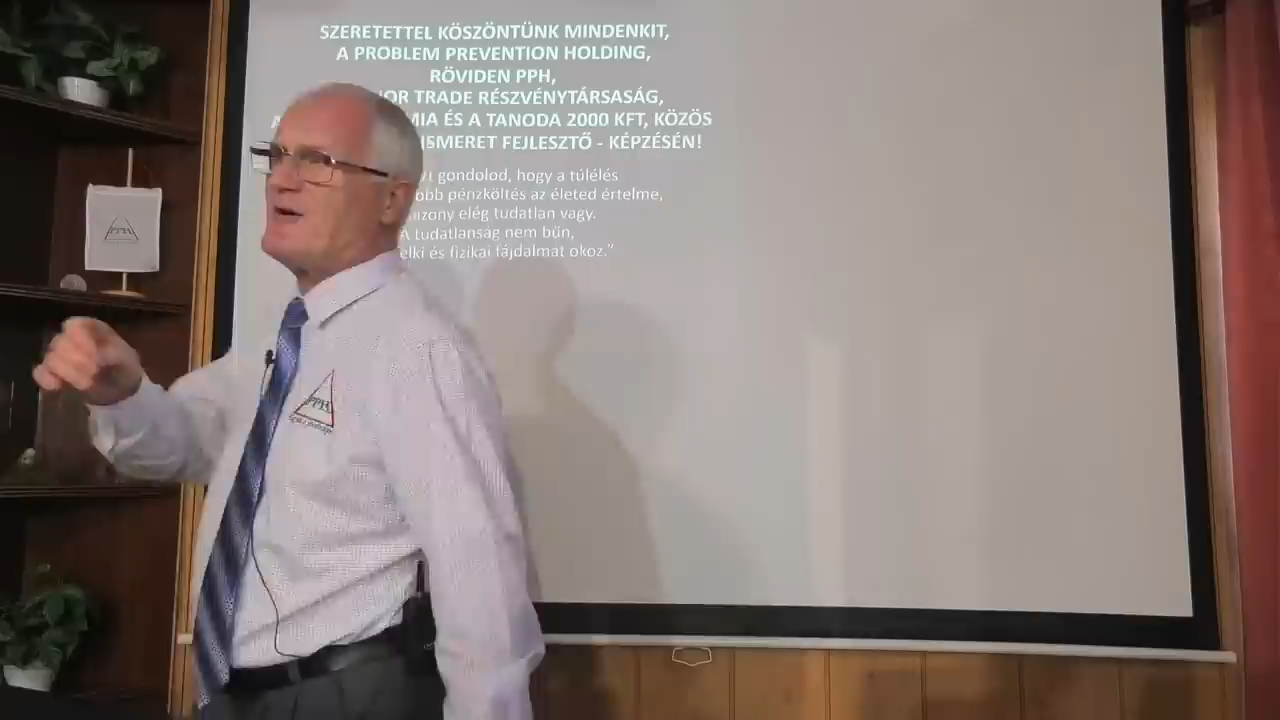 SZERETETTEL KÖSZÖNTÜNK MINDENKIT,
A PROBLEM PREVENTION HOLDING,
RÖVIDEN PPH,
TRADE RÉSZVÉNYTÁRSASÁG,
ÉS A TANODA 2000 KFT, KÖZÖS
FEJLESZTŐ - KÉPZÉSÉN!
gondolod, hogy a túlélés
pénzköltés az életed értelme,
elég tudatlan vagy.
A tudatlanság nem bűn,
és fizikai fájdalmat okoz."
PPH
PPH